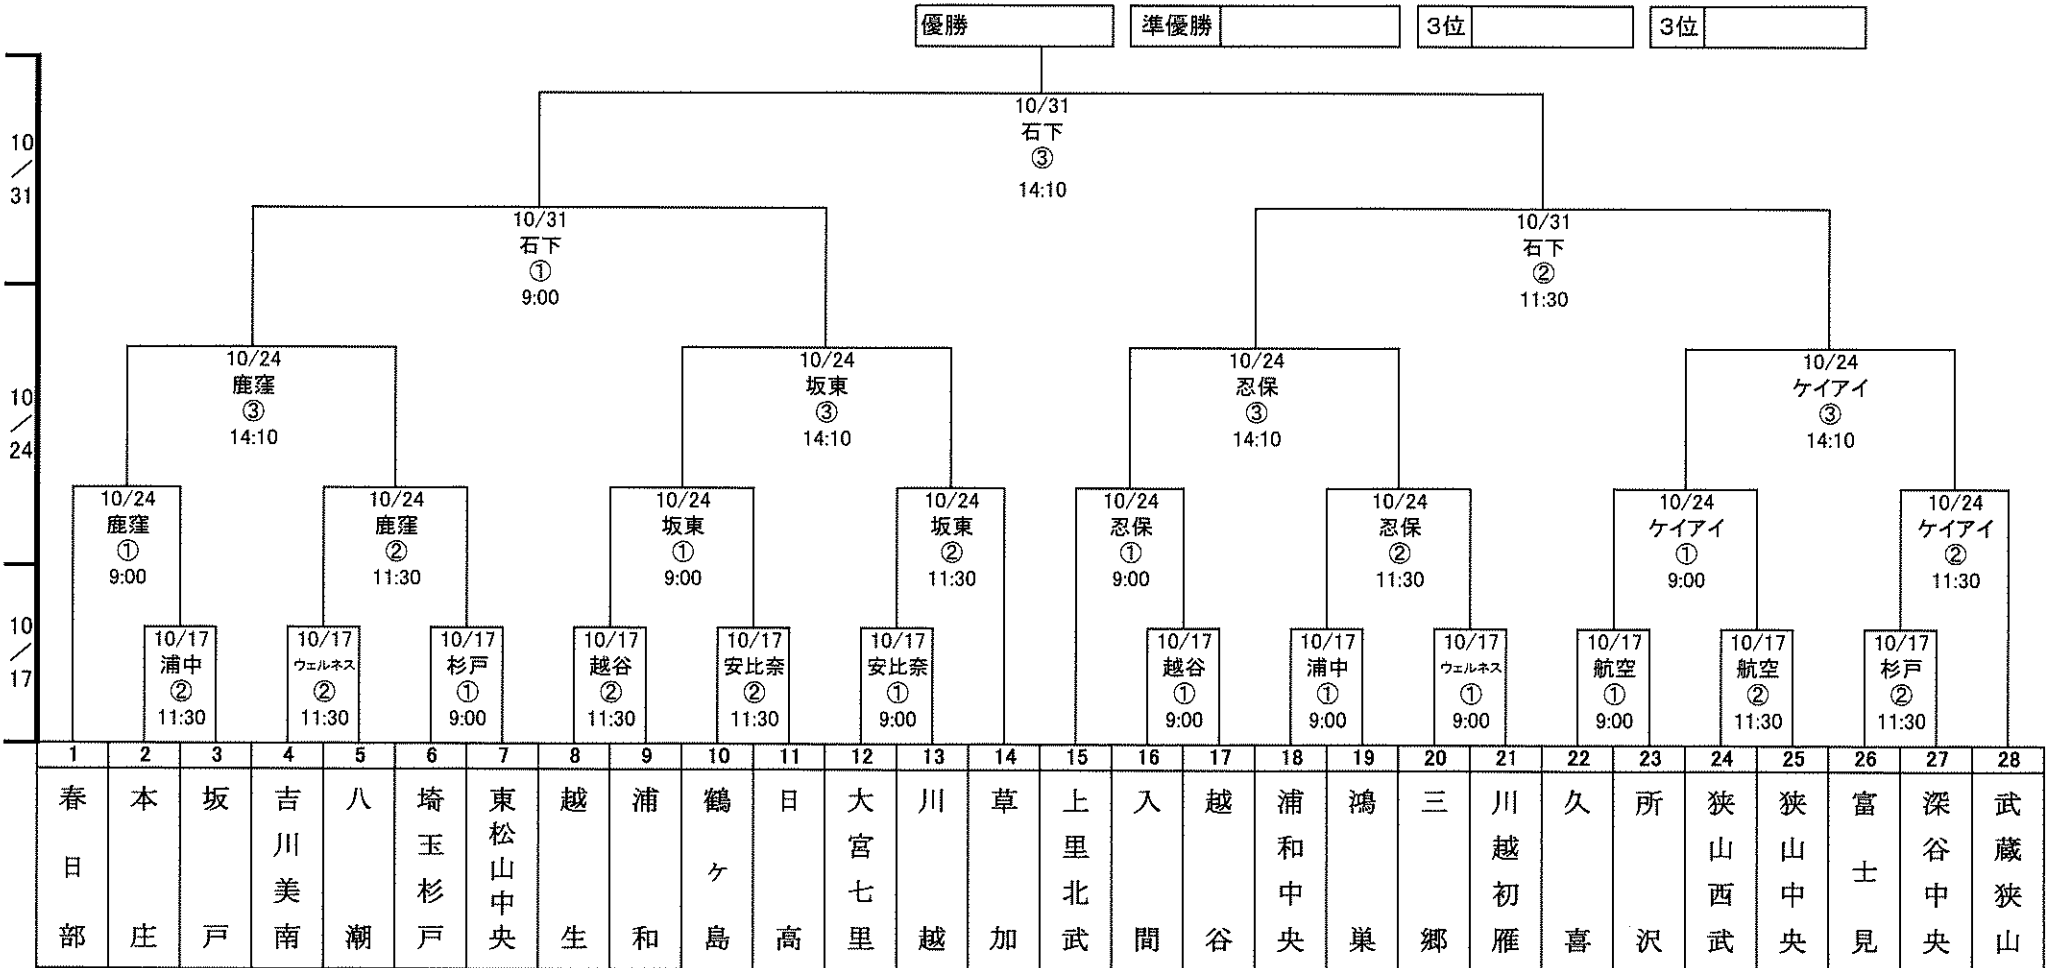 優勝
準優勝
3位
3位
10/31
10/31
石下
③
14:10
10/31
石下
①
9:00
10/31
石下
②
11:30
10/24
10/24
鹿窪
③
14:10
10/24
坂東
③
14:10
10/24
忍保
③
14:10
10/24
ケイアイ
③
14:10
10/24
鹿窪
①
9:00
10/24
鹿窪
②
11:30
10/24
坂東
①
9:00
10/24
坂東
②
11:30
10/24
忍保
①
9:00
10/24
忍保
②
11:30
10/24
ケイアイ
①
9:00
10/24
ケイアイ
②
11:30
10/17
10/17
浦中
②
11:30
10/17
ウェルネス
②
11:30
10/17
杉戸
①
9:00
10/17
越谷
②
11:30
10/17
安比奈
②
11:30
10/17
安比奈
①
9:00
10/17
越谷
①
9:00
10/17
浦中
①
9:00
10/17
ウェルネス
①
9:00
10/17
航空
①
9:00
10/17
航空
②
11:30
10/17
杉戸
②
11:30
1 2 3 4 5 6 7 8 9 10 11 12 13 14 15 16 17 18 19 20 21 22 23 24 25 26 27 28
春日部
本庄
坂戸
吉川美南
八潮
埼玉杉戸
東松山中央
越生
浦和
鶴ヶ島
日高
大宮七里
川越
草加
上里北武
入間
越谷
浦和中央
鴻巣
三郷
川越初雁
久喜
所沢
狭山西武
狭山中央
富士見
深谷中央
武蔵狭山